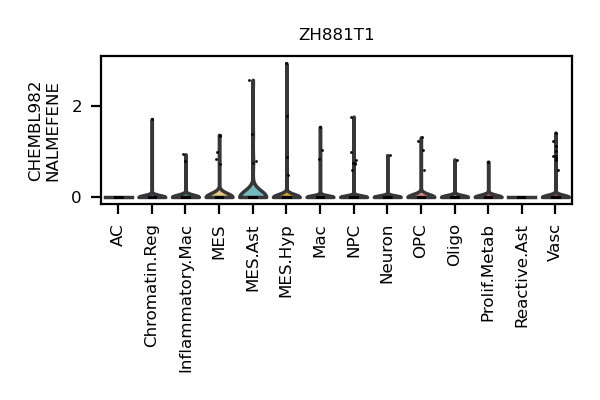 ZH881T1
CHEMBL982
NALMEFENE
2
0
AC
Chromatin.Reg
Inflammatory.Mac
MES
MES.Ast
MES.Hyp
Mac
NPC
Neuron
OPC
Oligo
Prolif.Metab
Reactive.Ast
Vasc